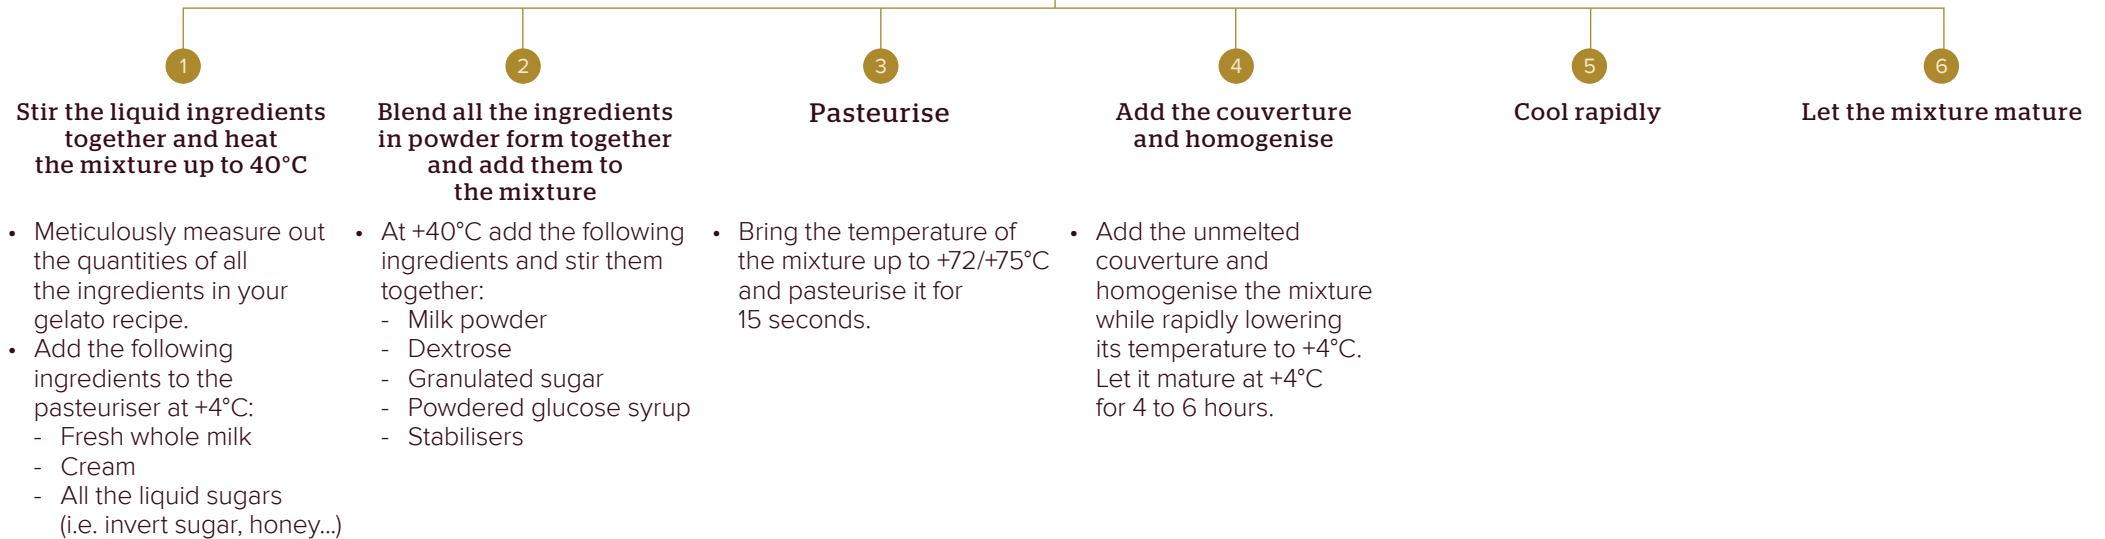 1
Stir the liquid ingredients
together and heat
the mixture up to 40°C
• Meticulously measure out
the quantities of all
the ingredients in your
gelato recipe.
• Add the following
ingredients to the
pasteuriser at +4°C:
- Fresh whole milk
- Cream
- All the liquid sugars
(i.e. invert sugar, honey...)
2
Blend all the ingredients
in powder form together
and add them to
the mixture
• At +40°C add the following
ingredients and stir them
together:
- Milk powder
- Dextrose
- Granulated sugar
- Powdered glucose syrup
- Stabilisers
3
Pasteurise
• Bring the temperature of
the mixture up to +72/+75°C
and pasteurise it for
15 seconds.
4
Add the couverture
and homogenise
• Add the unmelted
couverture and
homogenise the mixture
while rapidly lowering
its temperature to +4°C.
Let it mature at +4°C
for 4 to 6 hours.
5
Cool rapidly
6
Let the mixture mature